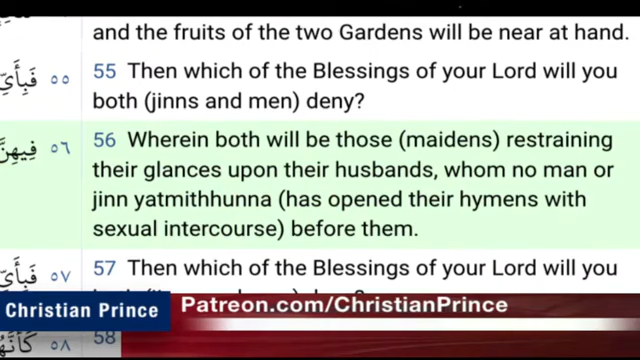 and the fruits of the two Gardens will be near at hand.
فَبِأَيِّ ٥٥ 55 Then which of the Blessings of your Lord will you
both (jinns and men) deny?
فِيهِنَّ ٥٦ 56 Wherein both will be those (maidens) restraining
their glances upon their husbands, whom no man or
jinn yatmithhunna (has opened their hymens with
sexual intercourse) before them.
فَبِأَيِّ ٥٧ 57 Then which of the Blessings of your Lord will you
Christian Prince Patreon.com/ChristianPrince
٥٨ 58